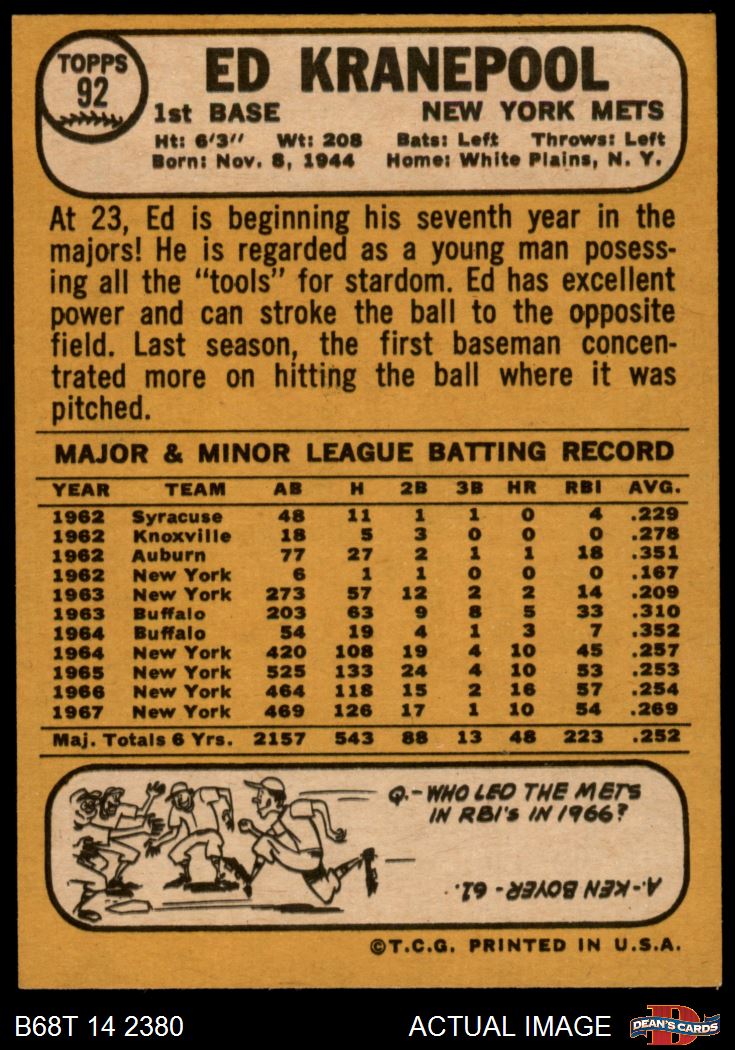 TOPPS
92
ED KRANEPOOL
1st BASE NEW YORK METS
Ht: 6'3" Wt: 208 Bats: Left Throws: Left
Born: Nov. 8, 1944 Home: White Plains, N. Y.
At 23, Ed is beginning his seventh year in the
majors! He is regarded as a young man posess-
ing all the "tools" for stardom. Ed has excellent
power and can stroke the ball to the opposite
field. Last season, the first baseman concen-
trated more on hitting the ball where it was
pitched.
MAJOR & MINOR LEAGUE BATTING RECORD
YEAR TEAM AB H 2B 3B HR RBI AVG.
1962 Syracuse 48 11 1 1 0 4 .229
1962 Knoxville 18 5 3 0 0 0 .278
1962 Auburn 77 27 2 1 1 18 .351
1962 New York 6 1 1 0 0 0 .167
1963 New York 273 57 12 2 2 14 .209
1963 Buffalo 203 63 9 8 5 33 .310
1964 Buffalo 54 19 4 1 3 7 .352
1964 New York 420 108 19 4 10 45 .257
1965 New York 525 133 24 4 10 53 .253
1966 New York 464 118 15 2 16 57 .254
1967 New York 469 126 17 1 10 54 .269
Maj. Totals 6 Yrs. 2157 543 88 13 48 223 .252
Q.-WHO LED THE METS
IN RBI'S IN 1966?
A-KEN BOYER-61.
©T.C.G. PRINTED IN U.S.A.
B68T 14 2380 ACTUAL IMAGE DEAN'S CARDS